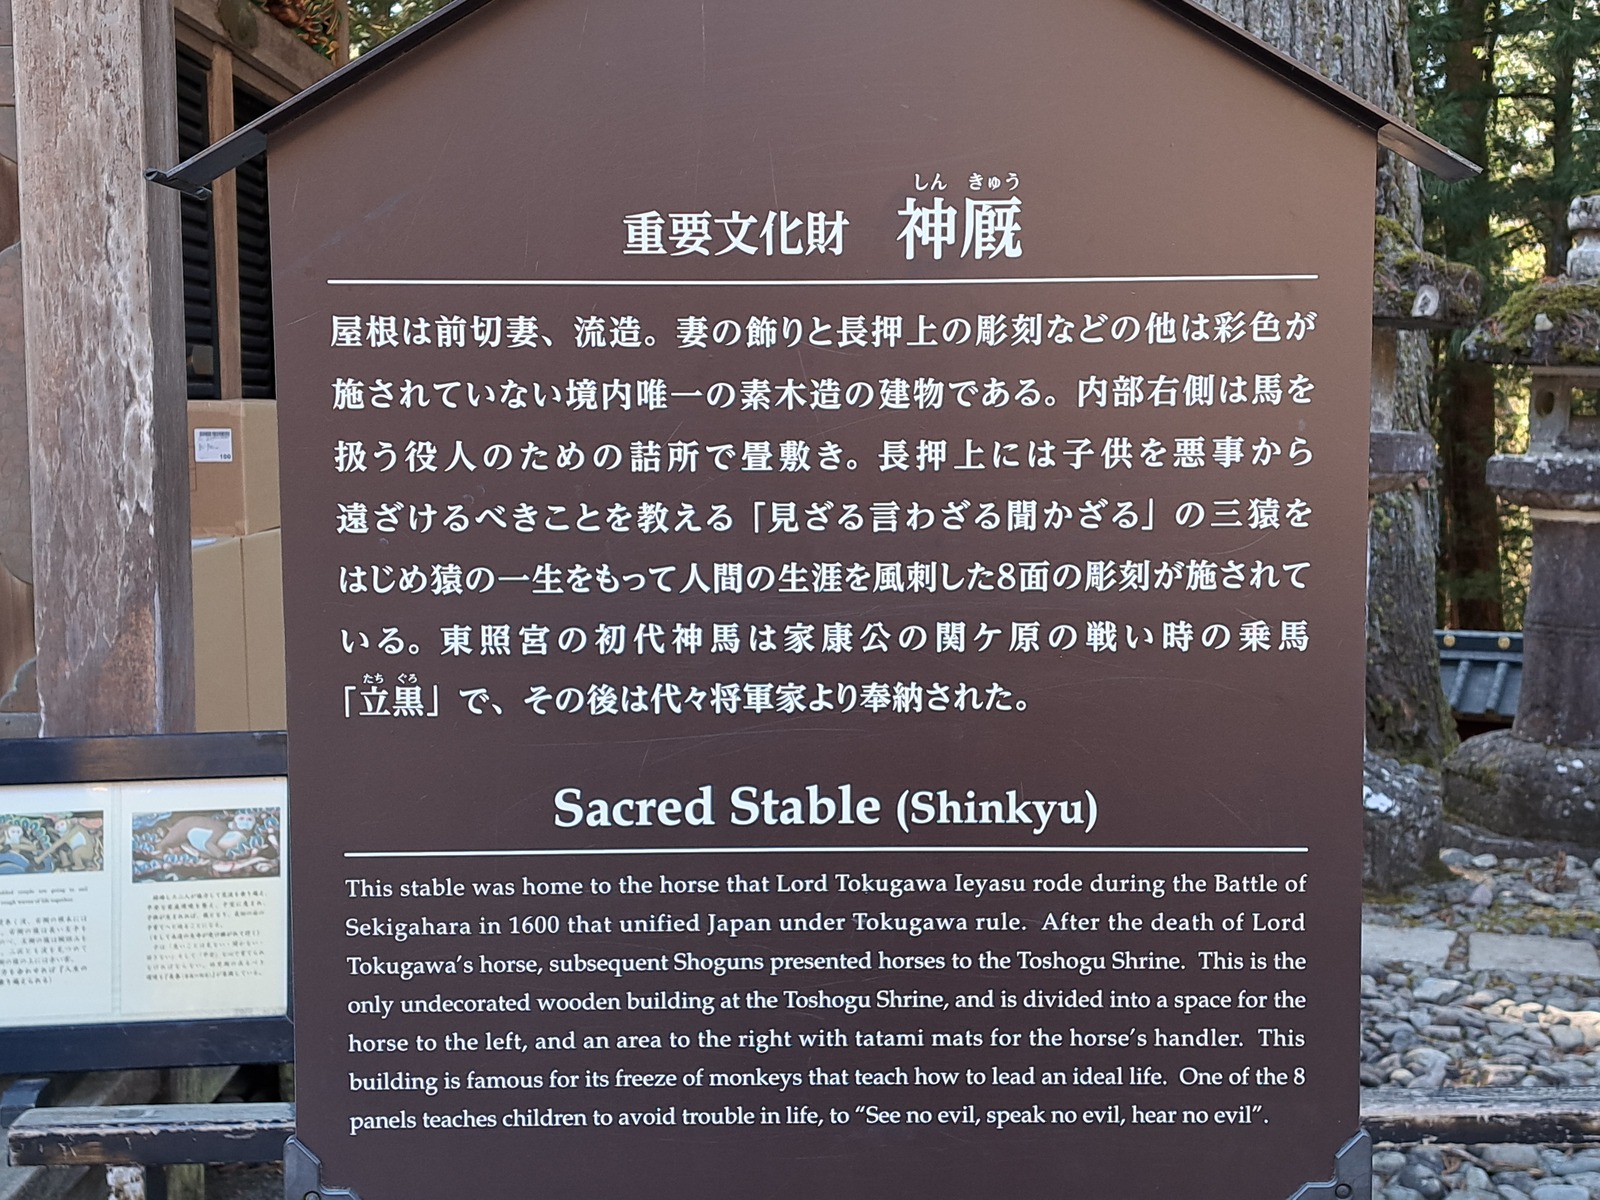 しん きゅう
重要文化財 神厩
屋根は前切妻、流造。妻の飾りと長押上の彫刻などの他は彩色が
施されていない境内唯一の素木造の建物である。内部右側は馬を
扱う役人のための詰所で畳敷き。長押上には子供を悪事から
遠ざけるべきことを教える「見ざる言わざる聞かざる」の三猿を
はじめ猿の一生をもって人間の生涯を風刺した8面の彫刻が施されて
いる。東照宮の初代神馬は家康公の関ケ原の戦い時の乗馬
たち ぐろ
「立黒」で、その後は代々将軍家より奉納された。
Sacred Stable (Shinkyu)
This stable was home to the horse that Lord Tokugawa Ieyasu rode during the Battle of
Sekigahara in 1600 that unified Japan under Tokugawa rule. After the death of Lord
Tokugawa's horse, subsequent Shoguns presented horses to the Toshogu Shrine. This is the
only undecorated wooden building at the Toshogu Shrine, and is divided into a space for the
horse to the left, and an area to the right with tatami mats for the horse's handler. This
building is famous for its freeze of monkeys that teach how to lead an ideal life. One of the 8
panels teaches children to avoid trouble in life, to "See no evil, speak no evil, hear no evil".
100